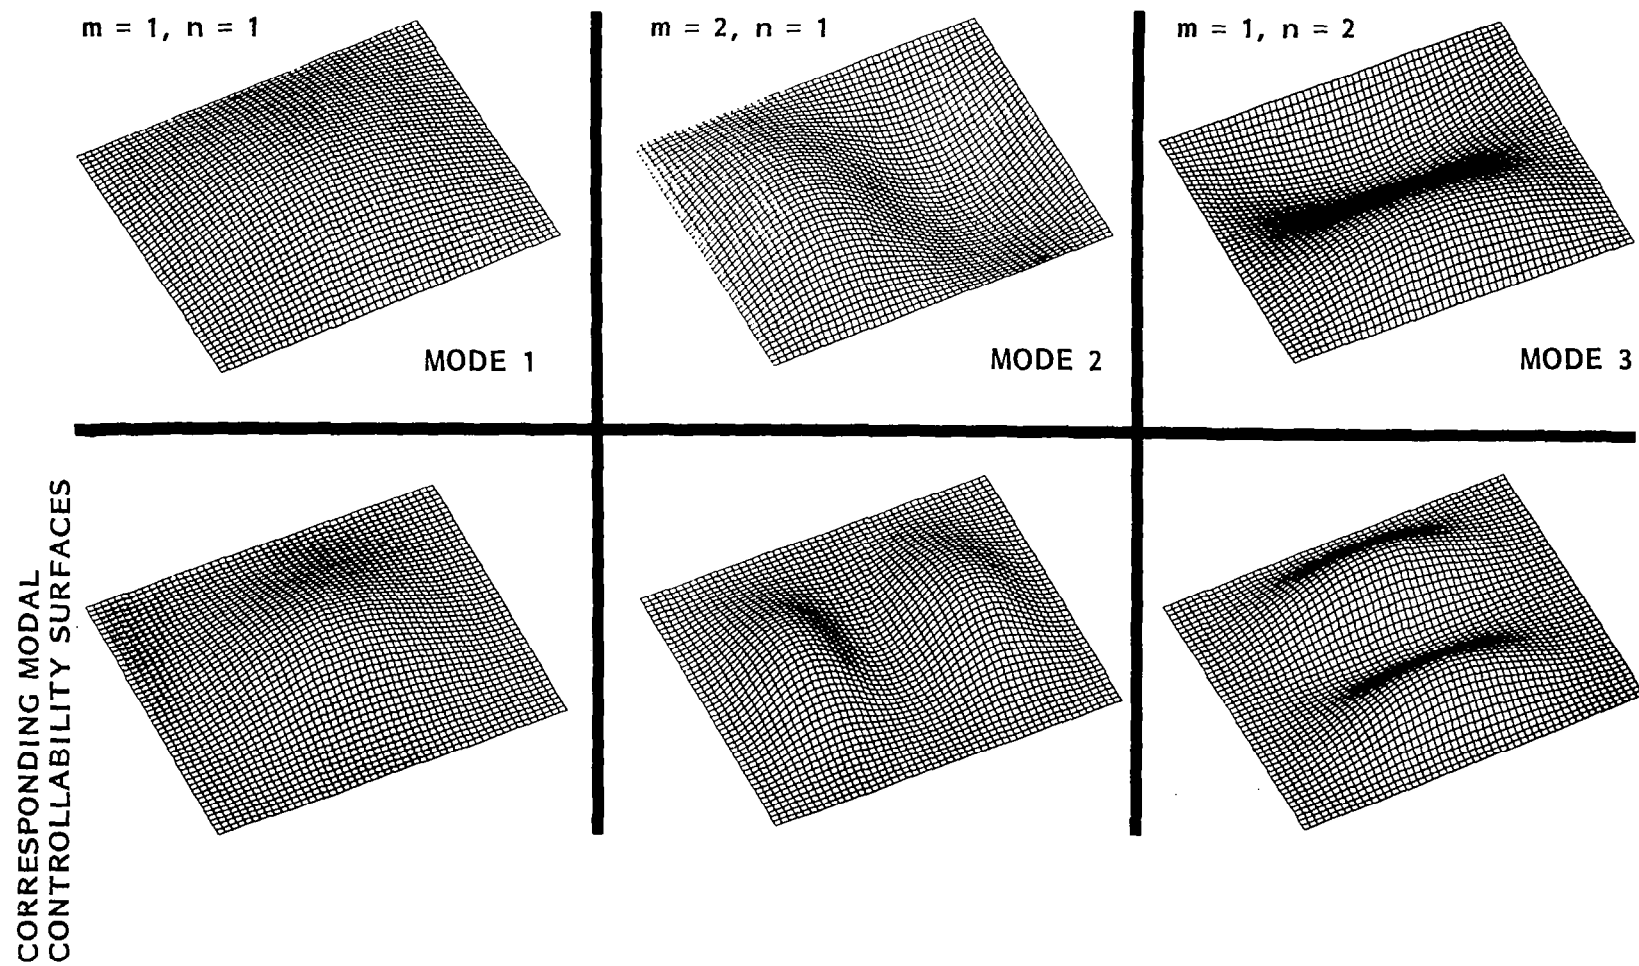 m = 1, n = 1
m = 2, n = 1
m = 1, n = 2
MODE 1
MODE 2
MODE 3
CORRESPONDING MODAL
CONTROLLABILITY SURFACES